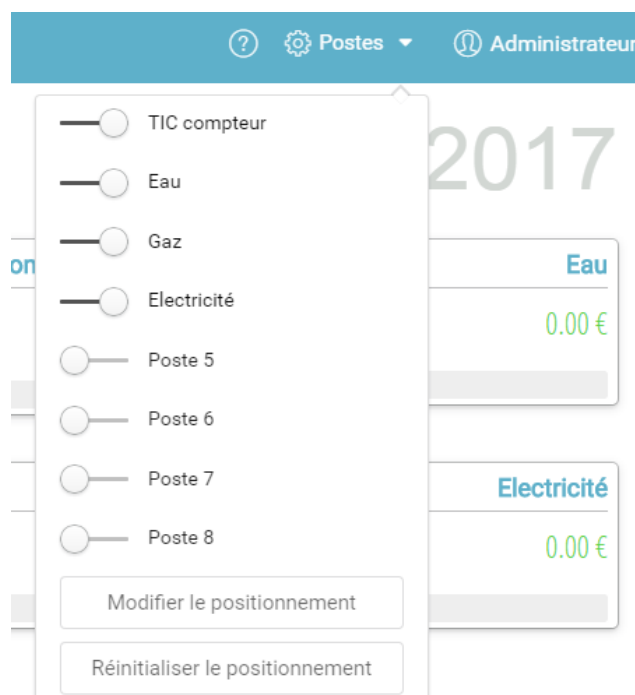 ? Postes Administrateur
TIC compteur
2017
Eau
Gaz
on Eau
Electricité
0.00 €
Poste 5
Poste 6
Poste 7
Electricité
Poste 8
0.00 €
Modifier le positionnement
Réinitialiser le positionnement